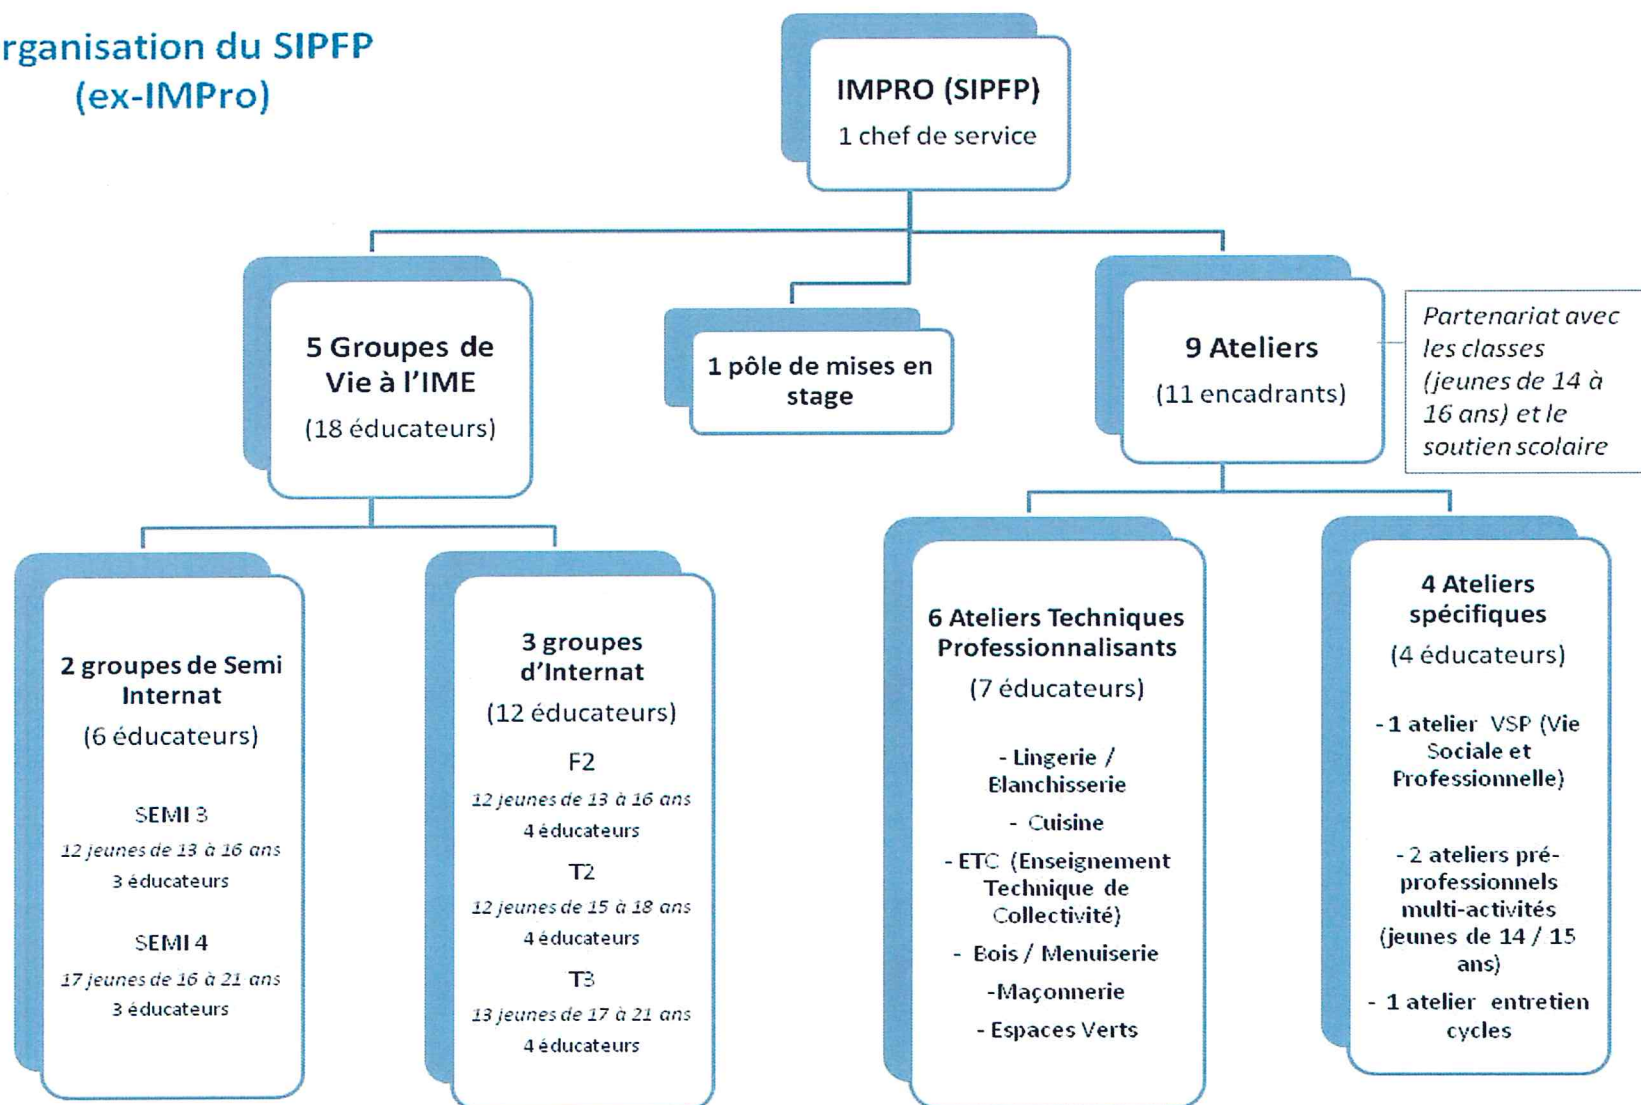 rganisation du SIPFP
(ex-IMPro)
IMPRO (SIPFP)
1 chef de service
5 Groupes de
Vie à l'IME
(18 éducateurs)
1 pôle de mises en
stage
9 Ateliers
(11 encadrants)
Partenariat avec
les classes
(jeunes de 14 à
16 ans) et le
soutien scolaire
2 groupes de Semi
Internat
(6 éducateurs)
SEMI 3
12 jeunes de 13 à 16 ans
3 éducateurs
SEMI 4
17 jeunes de 16 à 21 ans
3 éducateurs
3 groupes
d'Internat
(12 éducateurs)
F2
12 jeunes de 13 à 16 ans
4 éducateurs
T2
12 jeunes de 15 à 18 ans
4 éducateurs
T3
13 jeunes de 17 à 21 ans
4 éducateurs
6 Ateliers Techniques
Professionnalisants
(7 éducateurs)
- Lingerie /
Blanchisserie
- Cuisine
- ETC (Enseignement
Technique de
Collectivité)
- Bois / Menuiserie
-Maçonnerie
- Espaces Verts
4 Ateliers
spécifiques
(4 éducateurs)
- 1 atelier VSP (Vie
Sociale et
Professionnelle)
- 2 ateliers pré-
professionnels
multi-activités
(jeunes de 14 / 15
ans)
- 1 atelier entretien
cycles